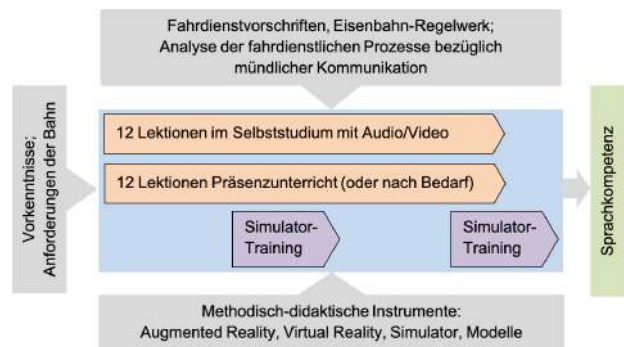 Fahrdienstvorschriften, Eisenbahn-Regelwerk;
Analyse der fahrdienstlichen Prozesse bezüglich
mündlicher Kommunikation
Vorkenntnisse;
Anforderungen der Bahn
12 Lektionen im Selbststudium mit Audio/Video
12 Lektionen Präsenzunterricht (oder nach Bedarf)
Simulator-
Training
Simulator-
Training
Sprachkompetenz
Methodisch-didaktische Instrumente:
Augmented Reality, Virtual Reality, Simulator, Modelle